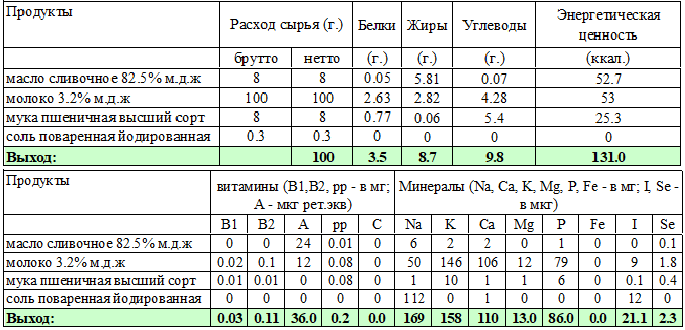 Продукты Расход сырья (г.) Белки Жиры Углеводы Энергетическая ценность
брутто нетто (г.) (г.) (г.) (ккал.)
масло сливочное 82.5% м.д.ж 8 8 0.05 5.81 0.07 52.7
молоко 3.2% м.д.ж 100 100 2.63 2.82 4.28 53
мука пшеничная высший сорт 8 8 0.77 0.06 5.4 25.3
соль поваренная йодированная 0.3 0.3 0 0 0 0
Выход: 100 3.5 8.7 9.8 131.0
Продукты витамины (В1,В2, рр - в мг; А - мкг рет.экв) Минералы (Na, Ca, K, Mg, P, Fe - в мг; I, Se - в мкг)
B1 B2 A pp C Na K Ca Mg P Fe I Se
масло сливочное 82.5% м.д.ж 0 0 24 0.01 0 6 2 2 0 1 0 0 0.1
молоко 3.2% м.д.ж 0.02 0.1 12 0.08 0 50 146 106 12 79 0 9 1.8
мука пшеничная высший сорт 0.01 0.01 0 0.08 0 1 10 1 1 6 0 0.1 0.4
соль поваренная йодированная 0 0 0 0 0 112 0 1 0 0 0 12 0
Выход: 0.03 0.11 36.0 0.2 0.0 169 158 110 13.0 86.0 0.0 21.1 2.3